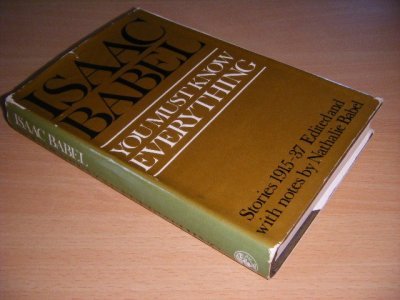 ISAAC
BABEL
YOU MUST KNOW
EVERYTHING
Stories 1915-37 Edited and
with notes by Nathalie Babel
ISAAC BABEL